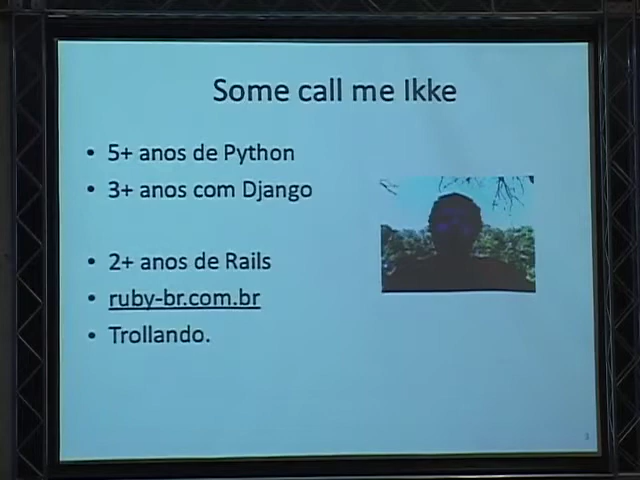 Some call me Ikke
• 5+ anos de Python
• 3+ anos com Django
• 2+ anos de Rails
• ruby-br.com.br
• Trollando.